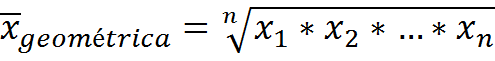 x̅_geométrica = ⁿ√(x₁ * x₂ * … * xₙ)